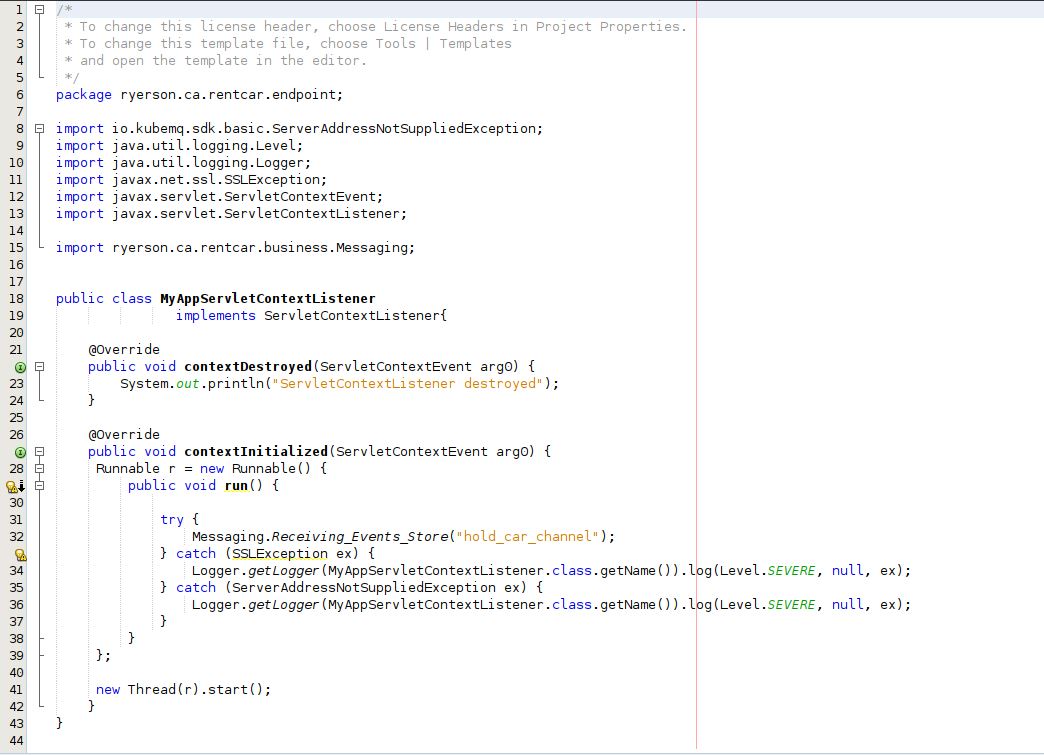 1 /*
2  * To change this license header, choose License Headers in Project Properties.
3  * To change this template file, choose Tools | Templates
4  * and open the template in the editor.
5  */
6 package ryerson.ca.rentcar.endpoint;
7
8 import io.kubemq.sdk.basic.ServerAddressNotSuppliedException;
9 import java.util.logging.Level;
10 import java.util.logging.Logger;
11 import javax.net.ssl.SSLException;
12 import javax.servlet.ServletContextEvent;
13 import javax.servlet.ServletContextListener;
14
15 import ryerson.ca.rentcar.business.Messaging;
16
17
18 public class MyAppServletContextListener
19                implements ServletContextListener{
20
21     @Override
    public void contextDestroyed(ServletContextEvent arg0) {
23         System.out.println("ServletContextListener destroyed");
24     }
25
26     @Override
    public void contextInitialized(ServletContextEvent arg0) {
28      Runnable r = new Runnable() {
         public void run() {
30
31              try {
32                  Messaging.Receiving_Events_Store("hold_car_channel");
             } catch (SSLException ex) {
34                  Logger.getLogger(MyAppServletContextListener.class.getName()).log(Level.SEVERE, null, ex);
35              } catch (ServerAddressNotSuppliedException ex) {
36                  Logger.getLogger(MyAppServletContextListener.class.getName()).log(Level.SEVERE, null, ex);
37              }
38          }
39      };
40
41      new Thread(r).start();
42     }
43 }
44